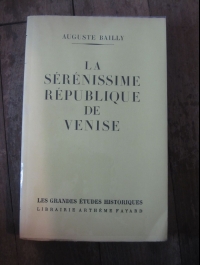 AUGUSTE BAILLY
LA
SÉRÉNISSIME
RÉPUBLIQUE
DE
VENISE
LES GRANDES ÉTUDES HISTORIQUES
LIBRAIRIE ARTHÈME FAYARD